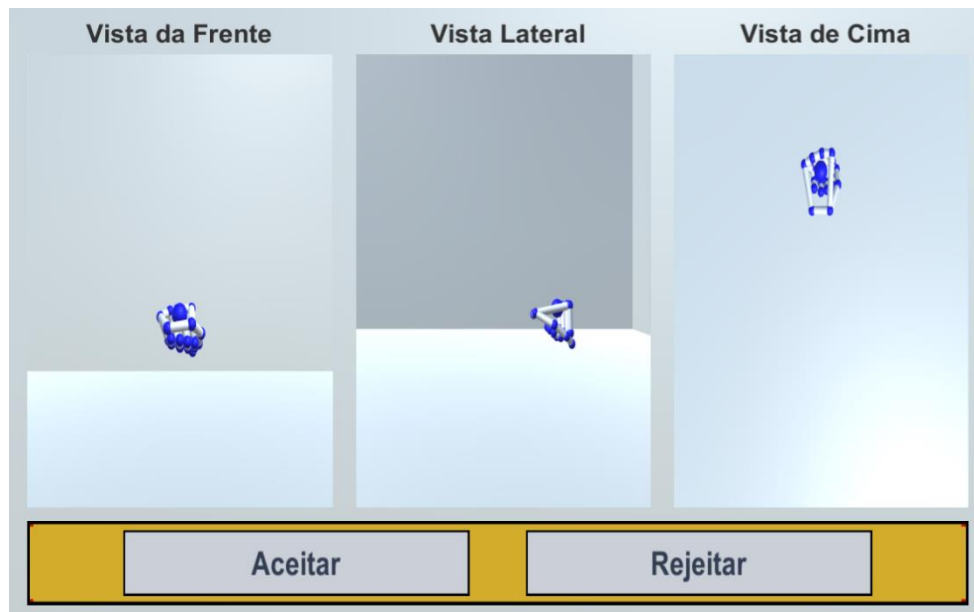 Vista da Frente
Vista Lateral
Vista de Cima
Aceitar
Rejeitar